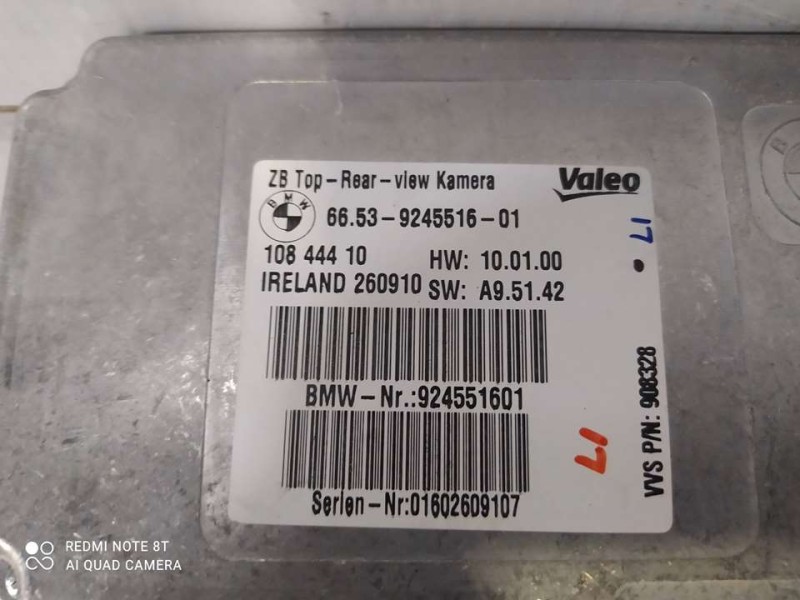 ZB Top-Rear-view Kamera
Valeo
BMW
66.53-9245516-01
108 444 10
HW: 10.01.00
IRELAND 260910
SW: A9.51.42
BMW-Nr.:924551601
Serien-Nr:01602609107
VVS P/N: 908328
17
17
REDMI NOTE 8T
AI QUAD CAMERA